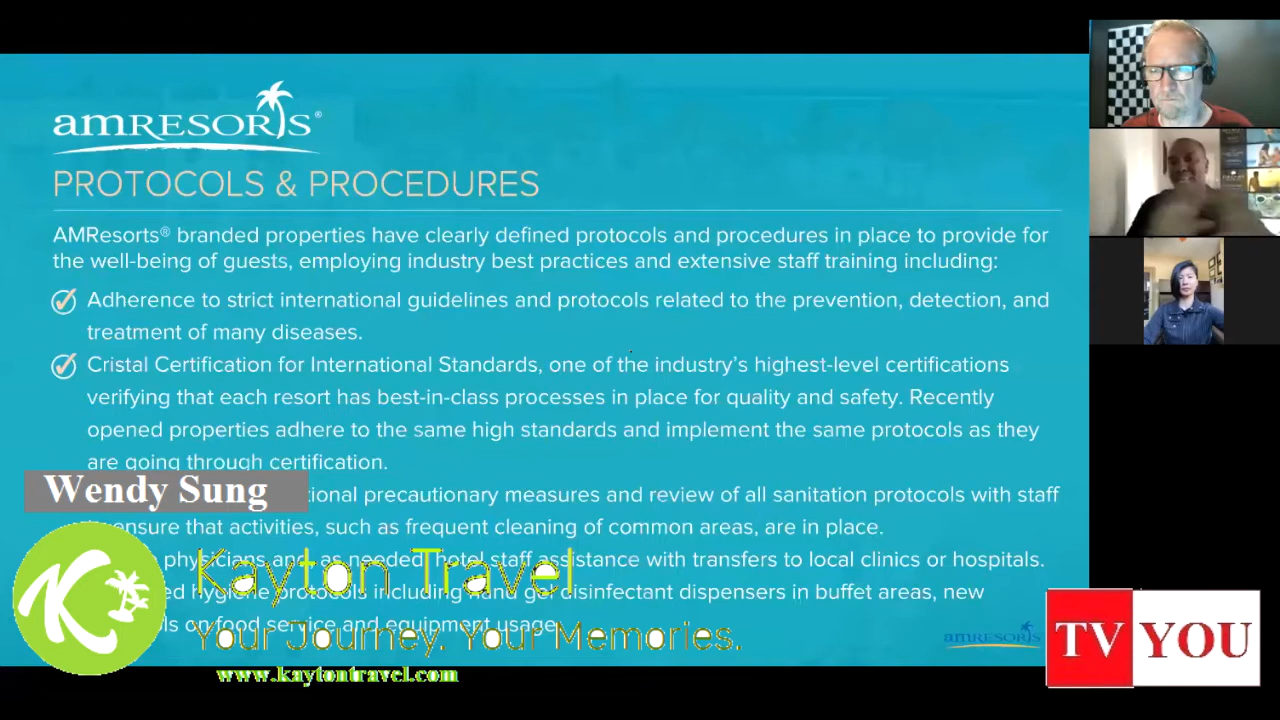 amRESORTS®
PROTOCOLS & PROCEDURES
AMResorts® branded properties have clearly defined protocols and procedures in place to provide for
the well-being of guests, employing industry best practices and extensive staff training including:
Adherence to strict international guidelines and protocols related to the prevention, detection, and
treatment of many diseases.
Cristal Certification for International Standards, one of the industry's highest-level certifications
verifying that each resort has best-in-class processes in place for quality and safety. Recently
opened properties adhere to the same high standards and implement the same protocols as they
are going through certification.
Wendy Sung
precautionary measures and review of all sanitation protocols with staff
ensure that activities, such as frequent cleaning of common areas, are in place.
physicians and as needed, hotel staff assistance with transfers to local clinics or hospitals.
Kayton Travel
hygiene protocols including hand gel disinfectant dispensers in buffet areas, new
on food service and equipment usage.
Your Journey. Your Memories.
www.kaytontravel.com
K
amRESORTS
TV YOU